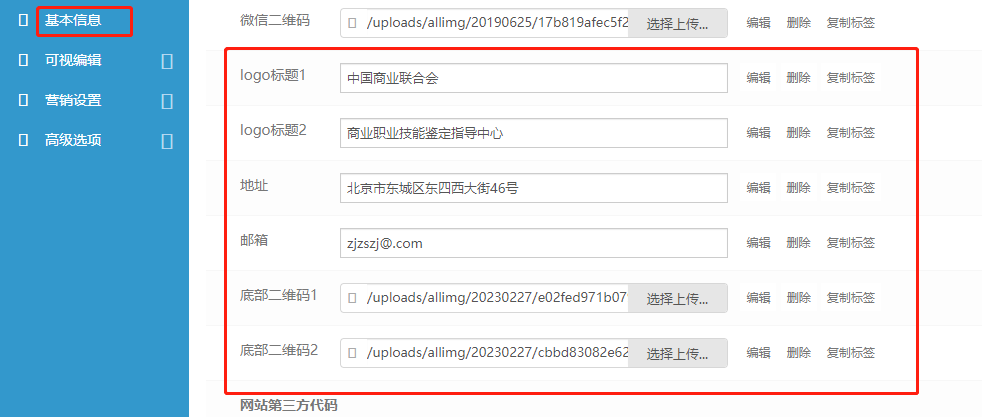 基本信息
可视编辑
营销设置
高级选项
微信二维码 /uploads/allimg/20190625/17b819afec5f2 选择上传... 编辑 删除 复制标签
logo标题1 中国商业联合会 编辑 删除 复制标签
logo标题2 商业职业技能鉴定指导中心 编辑 删除 复制标签
地址 北京市东城区东四西大街46号 编辑 删除 复制标签
邮箱 zjzszj@.com 编辑 删除 复制标签
底部二维码1 /uploads/allimg/20230227/e02fed971b07 选择上传... 编辑 删除 复制标签
底部二维码2 /uploads/allimg/20230227/cbbd83082e62 选择上传... 编辑 删除 复制标签
网站第三方代码